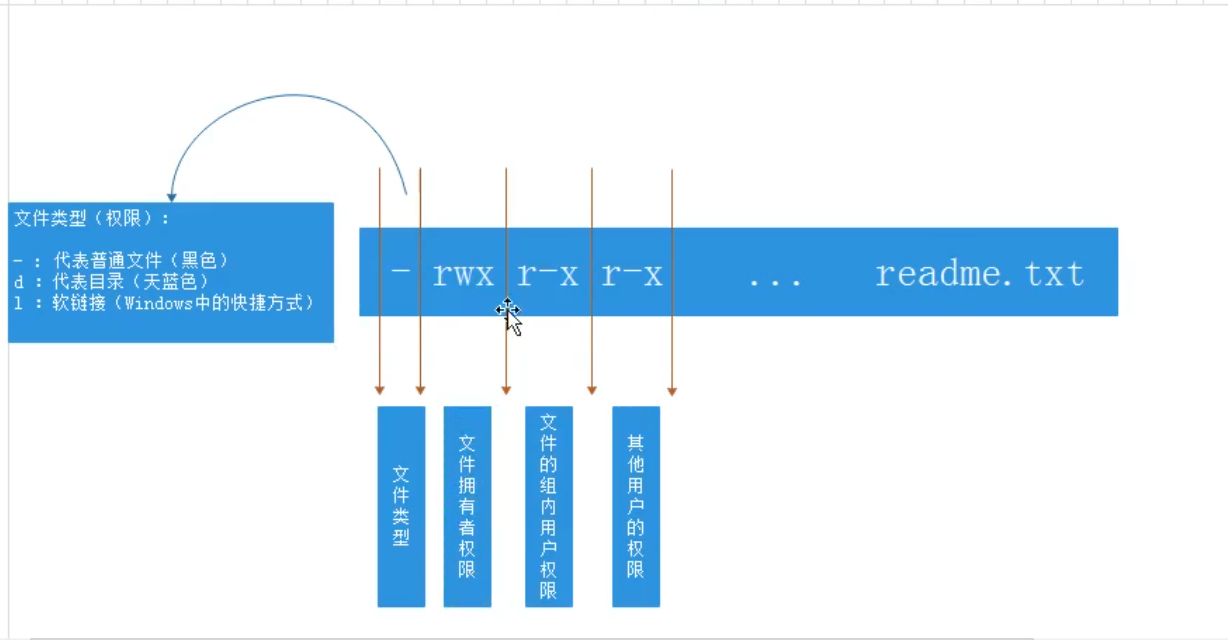 文件类型（权限）：
- ： 代表普通文件（黑色）
d ： 代表目录（天蓝色）
l ： 软链接（Windows中的快捷方式）
- rwx r-x r-x ... readme.txt
文件类型
文件拥有者权限
文件的组内用户权限
其他用户的权限